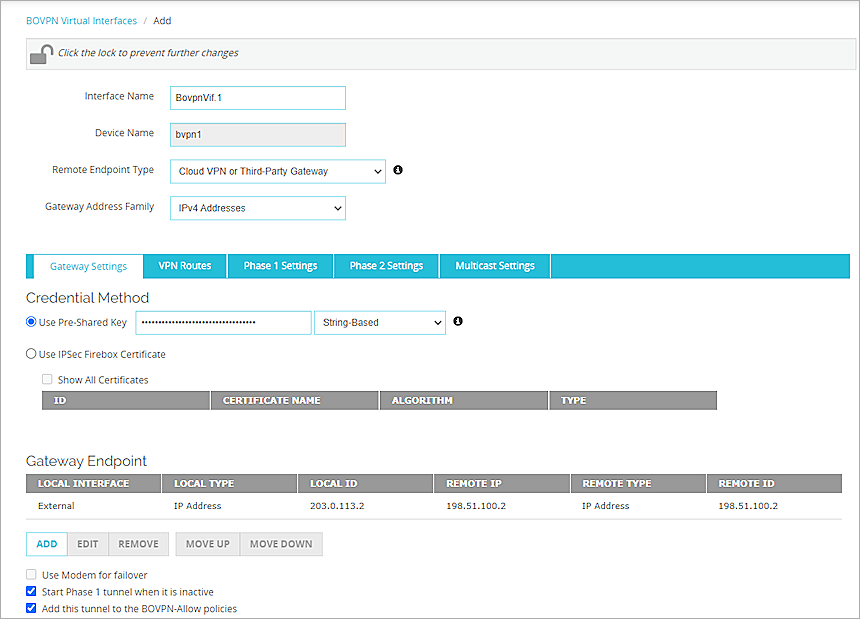 BOVPN Virtual Interfaces / Add
Click the lock to prevent further changes
Interface Name BovpnVif.1
Device Name bvpn1
Remote Endpoint Type Cloud VPN or Third-Party Gateway
Gateway Address Family IPv4 Addresses
Gateway Settings VPN Routes Phase 1 Settings Phase 2 Settings Multicast Settings
Credential Method
Use Pre-Shared Key •••••••••••••••••••••••••••••••••• String-Based
Use IPSec Firebox Certificate
Show All Certificates
ID CERTIFICATE NAME ALGORITHM TYPE
Gateway Endpoint
LOCAL INTERFACE LOCAL TYPE LOCAL ID REMOTE IP REMOTE TYPE REMOTE ID
External IP Address 203.0.113.2 198.51.100.2 IP Address 198.51.100.2
ADD EDIT REMOVE MOVE UP MOVE DOWN
Use Modem for failover
Start Phase 1 tunnel when it is inactive
Add this tunnel to the BOVPN-Allow policies